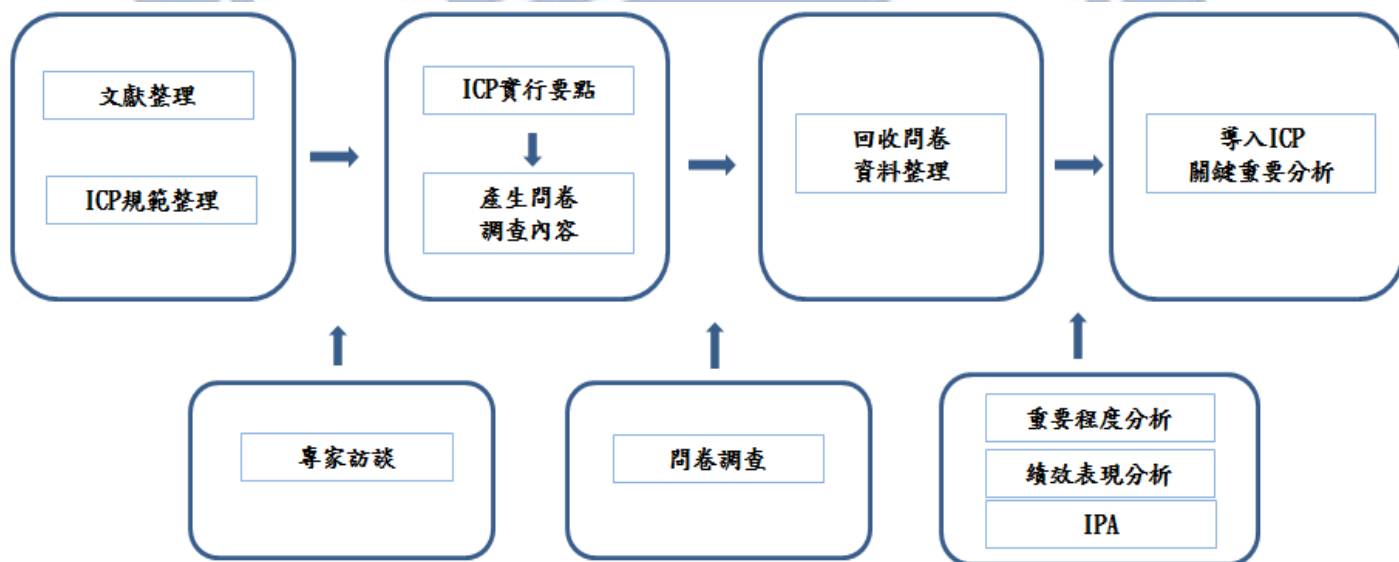 文獻整理
ICP規範整理
ICP實行要點
產生問卷
調查內容
回收問卷
資料整理
導入ICP
關鍵重要分析
專家訪談
問卷調查
重要程度分析
績效表現分析
IPA